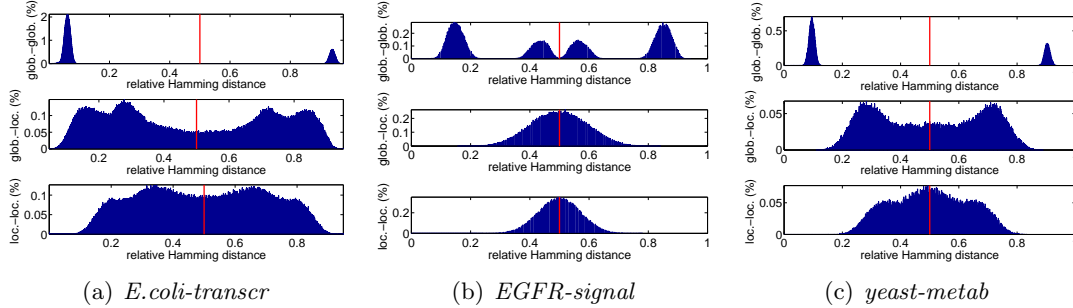 glob.-glob. (%)
2
1
0
0.2 0.4 0.6 0.8
relative Hamming distance
glob.-loc. (%)
0.1
0.05
0
0.2 0.4 0.6 0.8
relative Hamming distance
loc.-loc. (%)
0.1
0.05
0
0.2 0.4 0.6 0.8
relative Hamming distance
(a) E.coli-transcr
glob.-glob. (%)
0.2
0.1
0
0 0.2 0.4 0.6 0.8 1
relative Hamming distance
glob.-loc. (%)
0.2
0.1
0
0 0.2 0.4 0.6 0.8 1
relative Hamming distance
loc.-loc. (%)
0.2
0
0 0.2 0.4 0.6 0.8 1
relative Hamming distance
(b) EGFR-signal
glob.-glob. (%)
0.5
0
0 0.2 0.4 0.6 0.8 1
relative Hamming distance
glob.-loc. (%)
0.05
0
0 0.2 0.4 0.6 0.8 1
relative Hamming distance
loc.-loc. (%)
0.05
0
0 0.2 0.4 0.6 0.8 1
relative Hamming distance
(c) yeast-metab